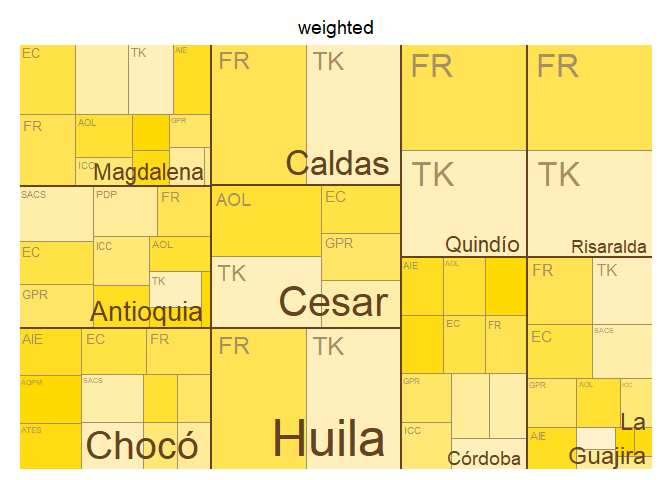 weighted
EC
TK
AIE
FR
AOL
GPR
ICC
Magdalena
FR
TK
Caldas
FR
TK
Quindío
FR
TK
Risaralda
SACS
PDP
FR
EC
ICC
AOL
GPR
TK
Antioquia
AOL
EC
GPR
TK
Cesar
AIE
AOL
EC
FR
GPR
ICC
Córdoba
FR
TK
EC
SACS
GPR
AOL
ICC
AIE
La
Guajira
AIE
EC
FR
AQPM
SACS
ATES
Chocó
FR
TK
Huila